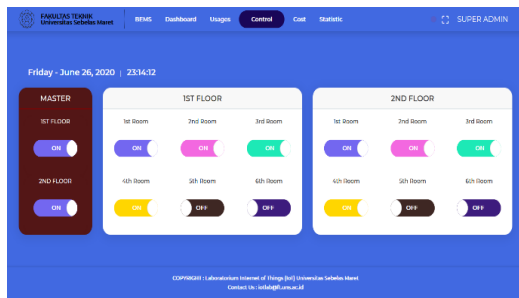 FAKULTAS TEKNIK
Universitas Sebelas Maret
BEMS Dashboard Usages Control Cost Statistic
SUPER ADMIN
Friday - June 26, 2020 | 23:14:12
MASTER
1ST FLOOR
ON
2ND FLOOR
ON
1ST FLOOR
1st Room 2nd Room 3rd Room
ON ON ON
4th Room 5th Room 6th Room
ON OFF OFF
2ND FLOOR
1st Room 2nd Room 3rd Room
ON ON ON
4th Room 5th Room 6th Room
ON OFF OFF
COPYRIGHT : Laboratorium Internet of Things (IoT) Universitas Sebelas Maret
Contact Us : iotlab@ft.uns.ac.id